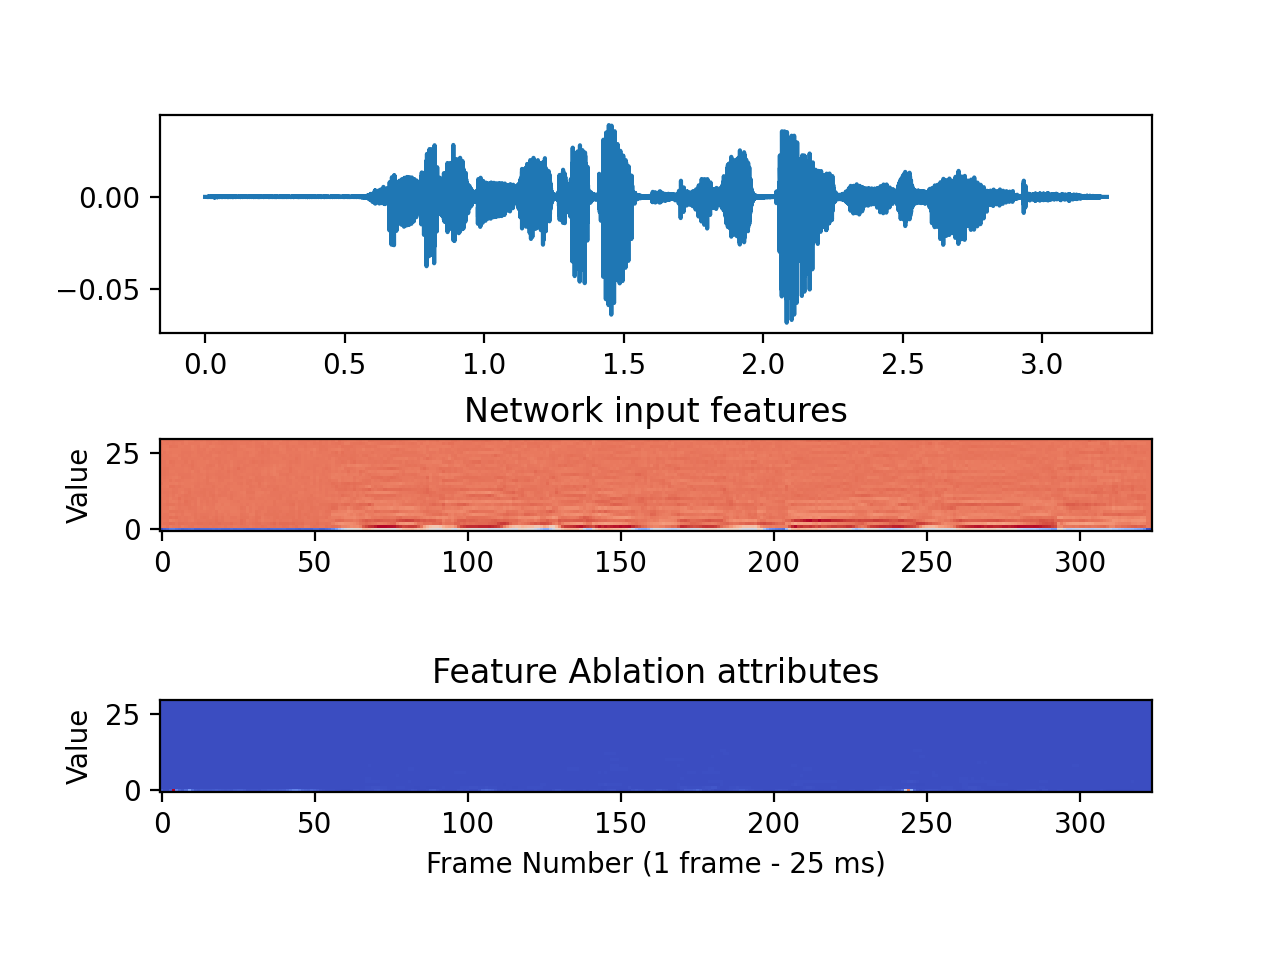 0.00
−0.05
0.0 0.5 1.0 1.5 2.0 2.5 3.0
Network input features
Value
25
0
0 50 100 150 200 250 300
Feature Ablation attributes
Value
25
0
0 50 100 150 200 250 300
Frame Number (1 frame - 25 ms)